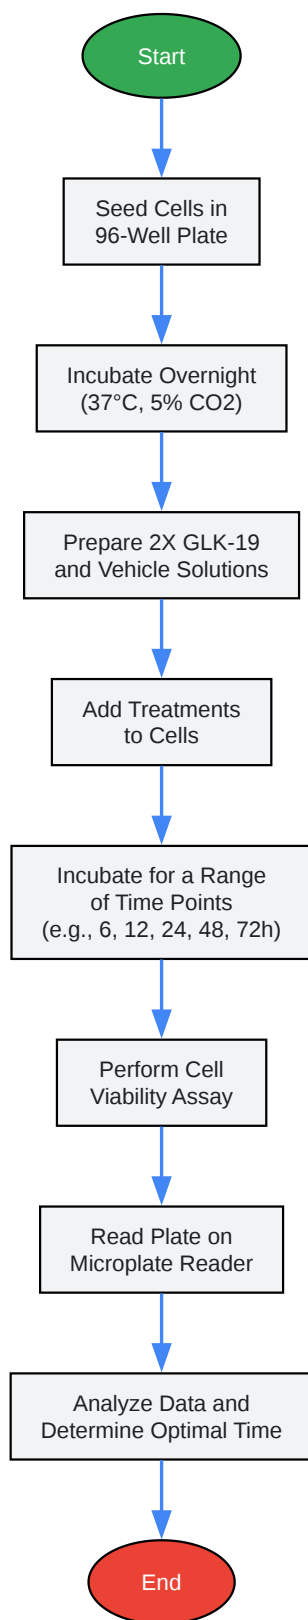 Start
Seed Cells in
96-Well Plate
Incubate Overnight
(37°C, 5% CO2)
Prepare 2X GLK-19
and Vehicle Solutions
Add Treatments
to Cells
Incubate for a Range
of Time Points
(e.g., 6, 12, 24, 48, 72h)
Perform Cell
Viability Assay
Read Plate on
Microplate Reader
Analyze Data and
Determine Optimal Time
End